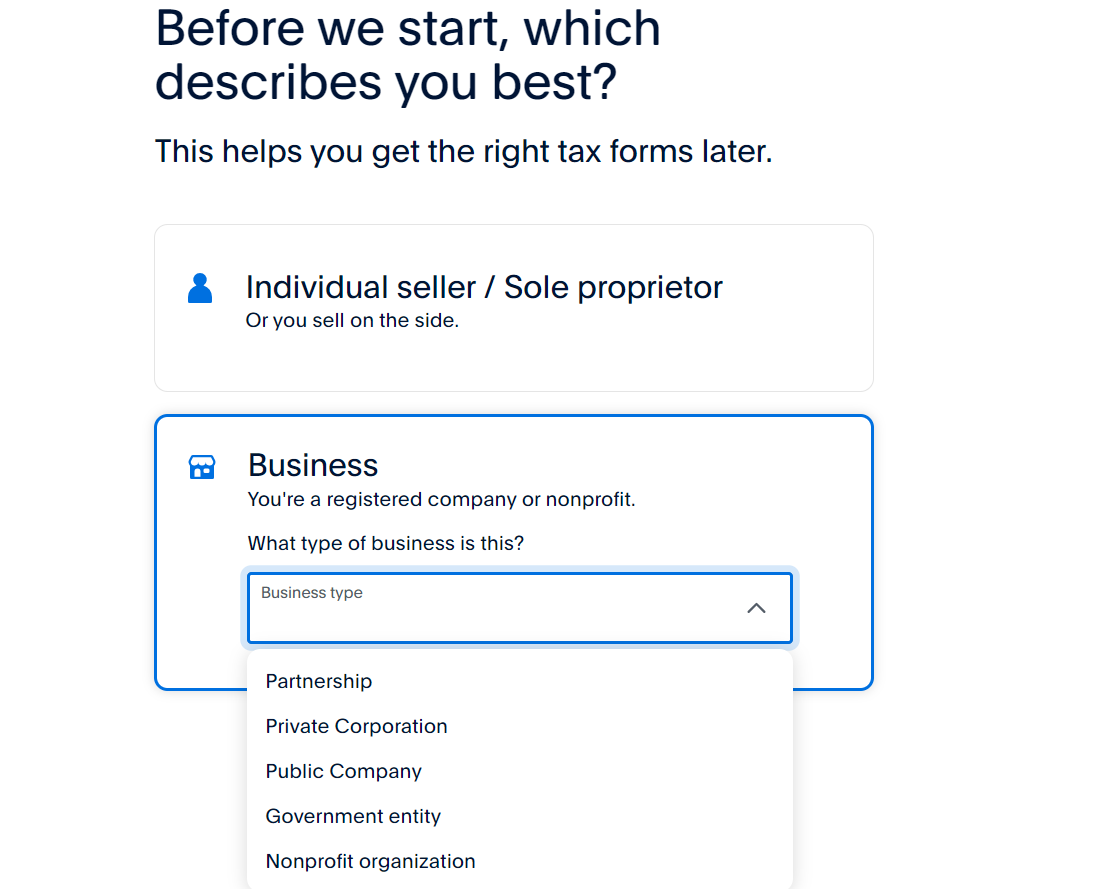 Before we start, which
describes you best?
This helps you get the right tax forms later.
Individual seller / Sole proprietor
Or you sell on the side.
Business
You're a registered company or nonprofit.
What type of business is this?
Business type
Partnership
Private Corporation
Public Company
Government entity
Nonprofit organization